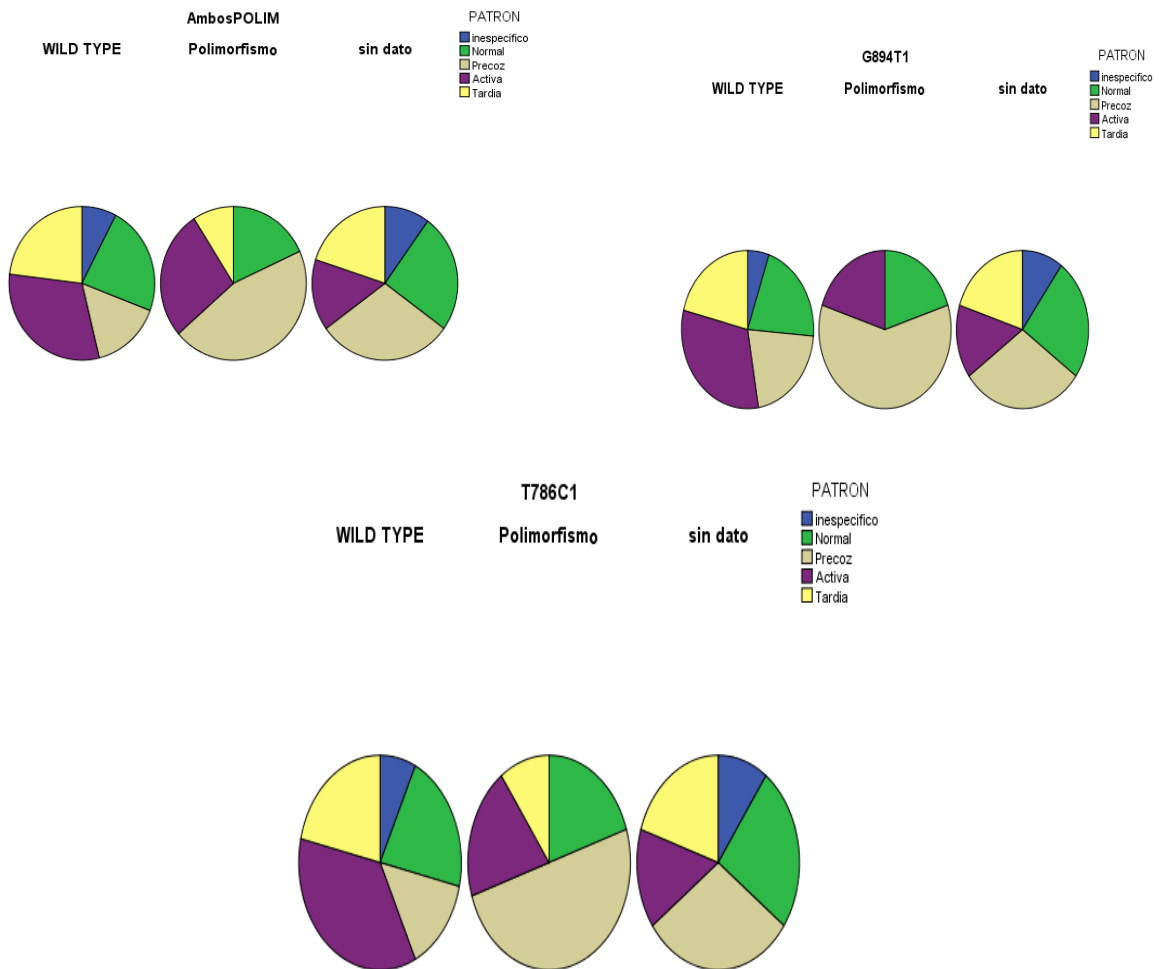 AmbosPOLIM
WILD TYPE Polimorfismo sin dato
PATRON
inespecifico
Normal
Precoz
Activa
Tardia
G894T1
WILD TYPE Polimorfismo sin dato
PATRON
inespecifico
Normal
Precoz
Activa
Tardia
T786C1
WILD TYPE Polimorfismo sin dato
PATRON
inespecifico
Normal
Precoz
Activa
Tardia